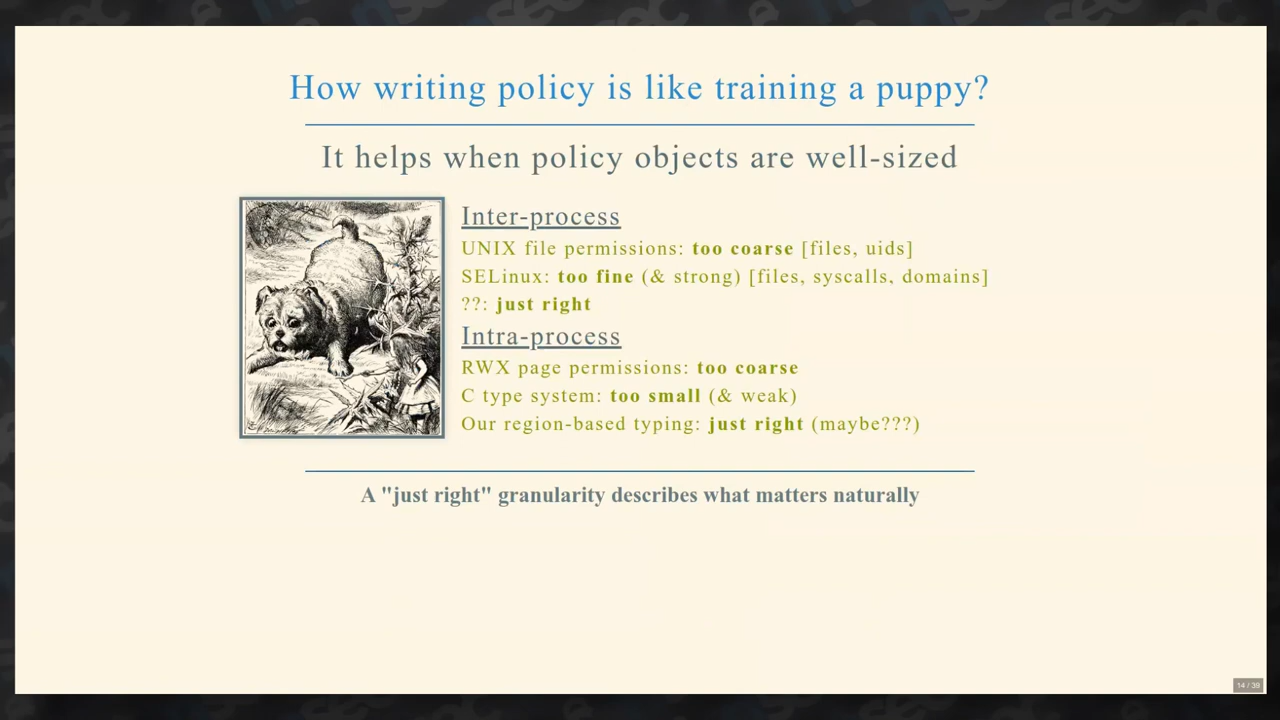 How writing policy is like training a puppy?
It helps when policy objects are well-sized
Inter-process
UNIX file permissions: too coarse [files, uids]
SELinux: too fine (& strong) [files, syscalls, domains]
??: just right
Intra-process
RWX page permissions: too coarse
C type system: too small (& weak)
Our region-based typing: just right (maybe???)
A "just right" granularity describes what matters naturally
14 / 39